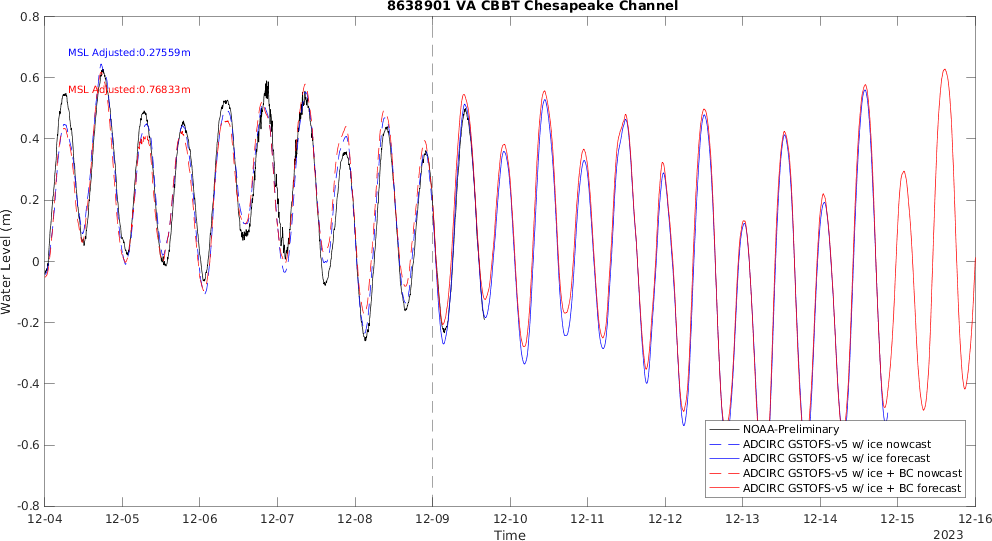 8638901 VA CBBT Chesapeake Channel
0.8
0.6
0.4
0.2
0
-0.2
-0.4
-0.6
-0.8
Water Level (m)
MSL Adjusted:0.27559m
MSL Adjusted:0.76833m
NOAA-Preliminary
ADCIRC GSTOFS-v5 w/ ice nowcast
ADCIRC GSTOFS-v5 w/ ice forecast
ADCIRC GSTOFS-v5 w/ ice + BC nowcast
ADCIRC GSTOFS-v5 w/ ice + BC forecast
12-04 12-05 12-06 12-07 12-08 12-09 12-10 12-11 12-12 12-13 12-14 12-15 12-16
Time
2023